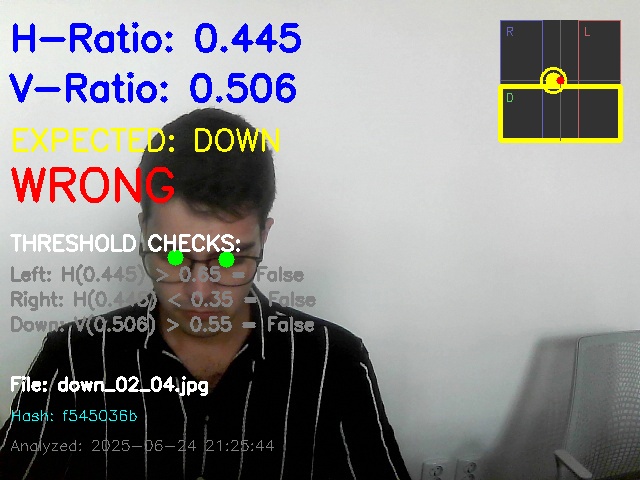 H-Ratio: 0.445
V-Ratio: 0.506
EXPECTED: DOWN
WRONG
THRESHOLD CHECKS:
Left: H(0.445) > 0.65 = False
Right: H(0.445) < 0.35 = False
Down: V(0.506) > 0.55 = False
File: down_02_04.jpg
Hash: f545036b
Analyzed: 2025-06-24 21:25:44
R
L
D